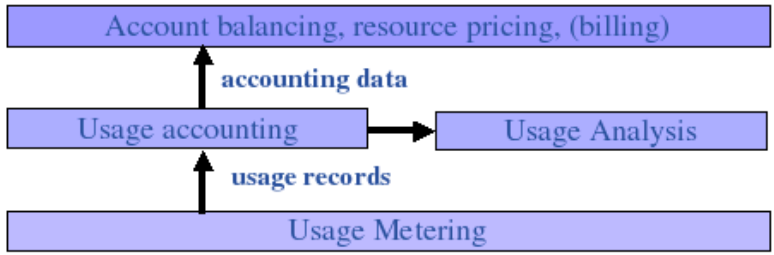 Account balancing, resource pricing, (billing)
accounting data
Usage accounting
Usage Analysis
usage records
Usage Metering